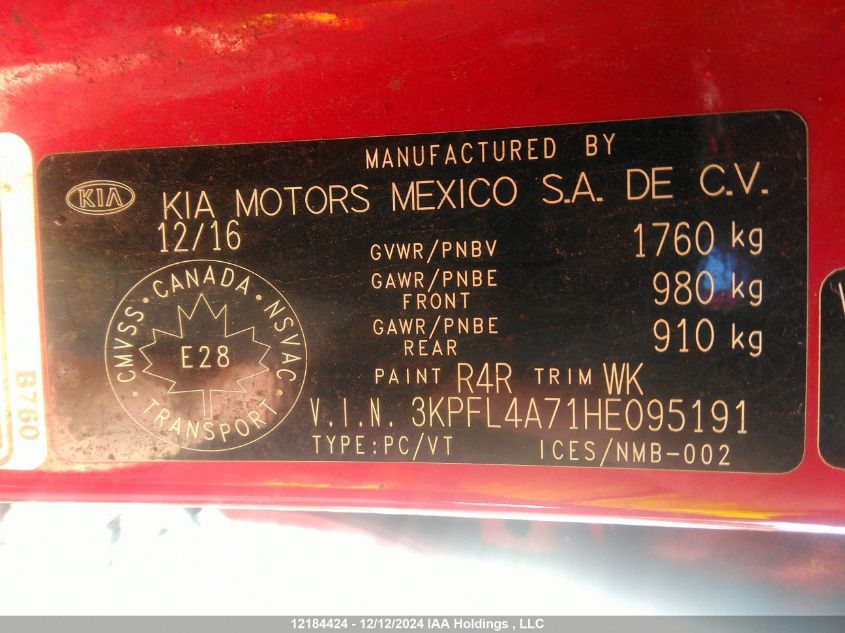 MANUFACTURED BY
KIA KIA MOTORS MEXICO S.A. DE C.V.
12/16
GVWR/PNBV 1760 kg
GAWR/PNBE FRONT 980 kg
GAWR/PNBE REAR 910 kg
CMVSS · CANADA · NSVAC · TRANSPORT ·
E28
PAINT R4R TRIM WK
V.I.N. 3KPFL4A71HE095191
TYPE:PC/VT ICES/NMB-002
B760
12184424 - 12/12/2024 IAA Holdings , LLC